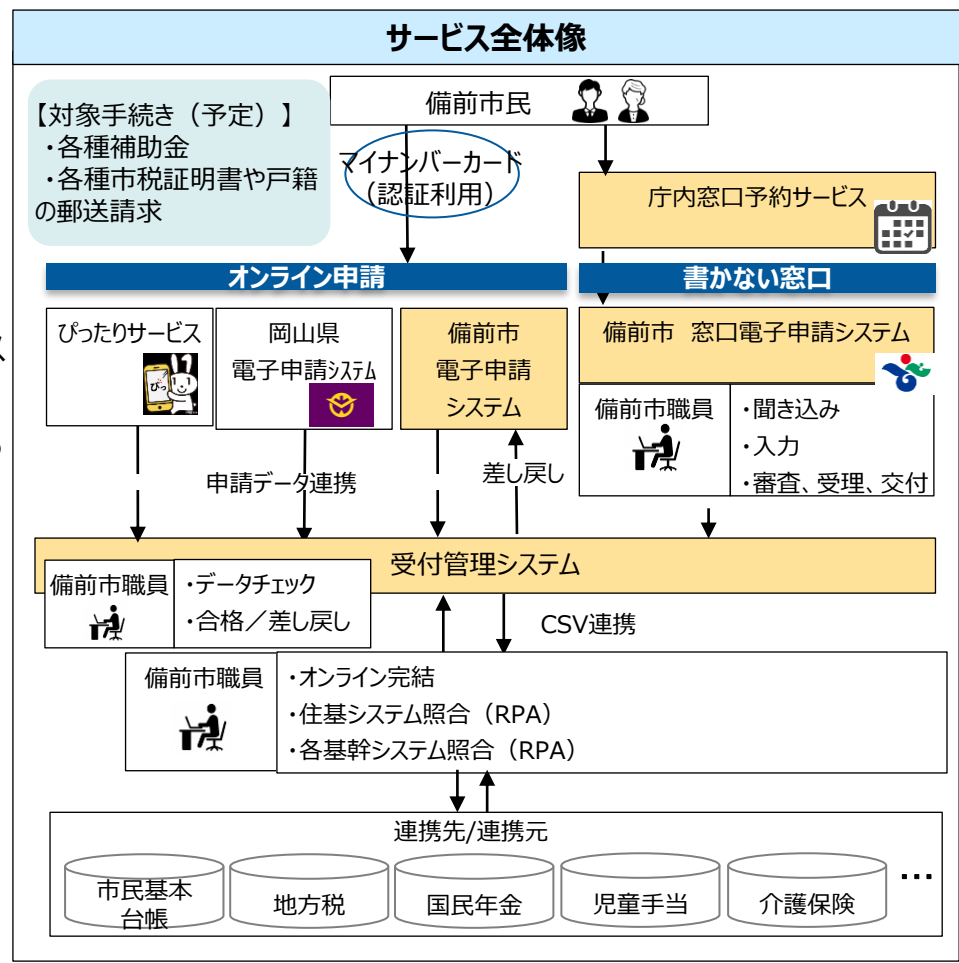 サービス全体像
備前市民
【対象手続き（予定）】
・各種補助金
・各種市税証明書や戸籍
の郵送請求
マイナンバーカード
（認証利用）
庁内窓口予約サービス
オンライン申請
書かない窓口
ぴったりサービス
ぴっ
岡山県
電子申請システム
備前市
電子申請
システム
備前市 窓口電子申請システム
備前市職員
・聞き込み
・入力
・審査、受理、交付
申請データ連携
差し戻し
受付管理システム
備前市職員
・データチェック
・合格／差し戻し
CSV連携
備前市職員
・オンライン完結
・住基システム照合（RPA）
・各基幹システム照合（RPA）
連携先/連携元
市民基本
台帳
地方税
国民年金
児童手当
介護保険
…